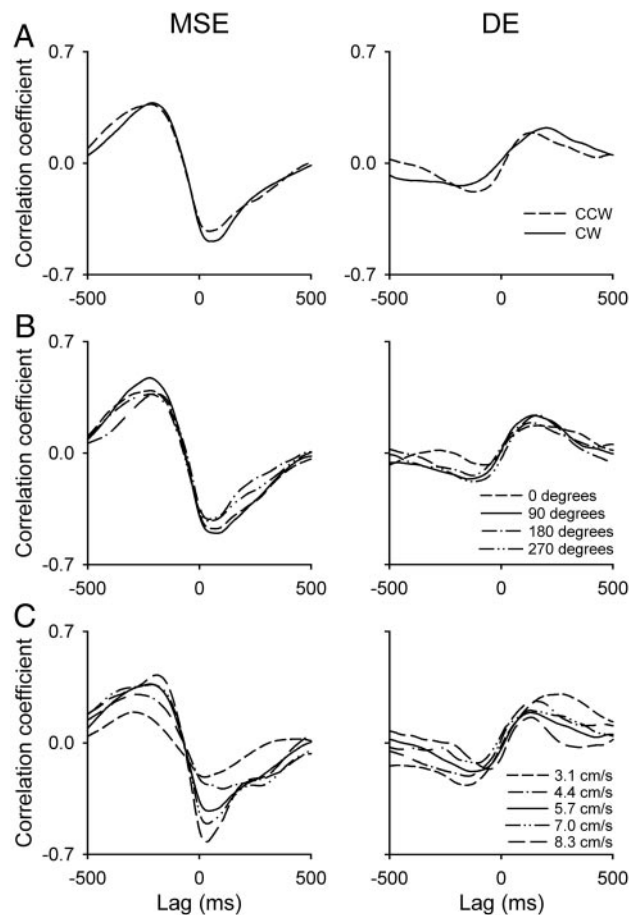 MSE DE
A
0.7 0.7
Correlation coefficient
0.0 0.0
CCW
CW
-0.7 -0.7
-500 0 500 -500 0 500
B
0.7 0.7
Correlation coefficient
0.0 0.0
0 degrees
90 degrees
180 degrees
270 degrees
-0.7 -0.7
-500 0 500 -500 0 500
C
0.7 0.7
Correlation coefficient
0.0 0.0
3.1 cm/s
4.4 cm/s
5.7 cm/s
7.0 cm/s
8.3 cm/s
-0.7 -0.7
-500 0 500 -500 0 500
Lag (ms) Lag (ms)